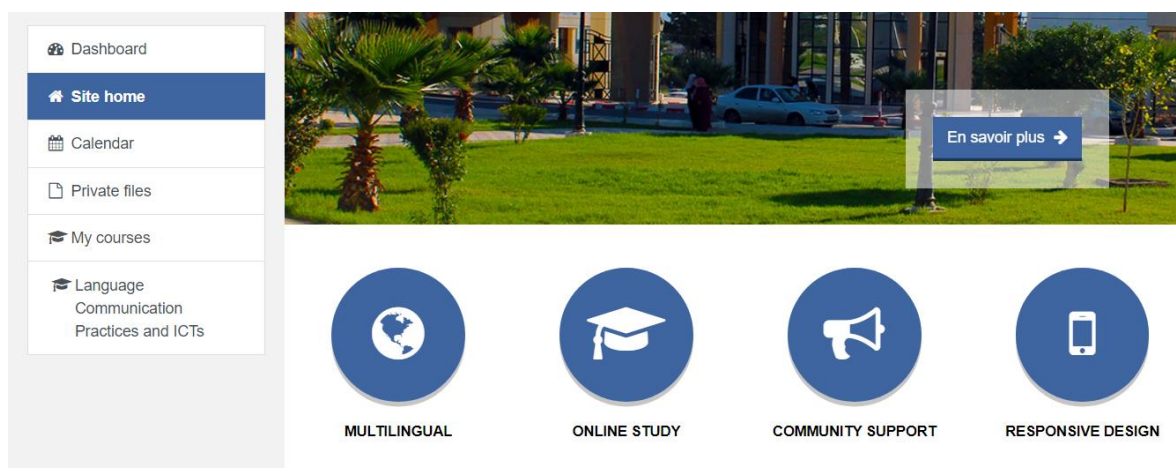 Dashboard
Site home
Calendar
Private files
My courses
Language
Communication
Practices and ICTs
En savoir plus
MULTILINGUAL
ONLINE STUDY
COMMUNITY SUPPORT
RESPONSIVE DESIGN